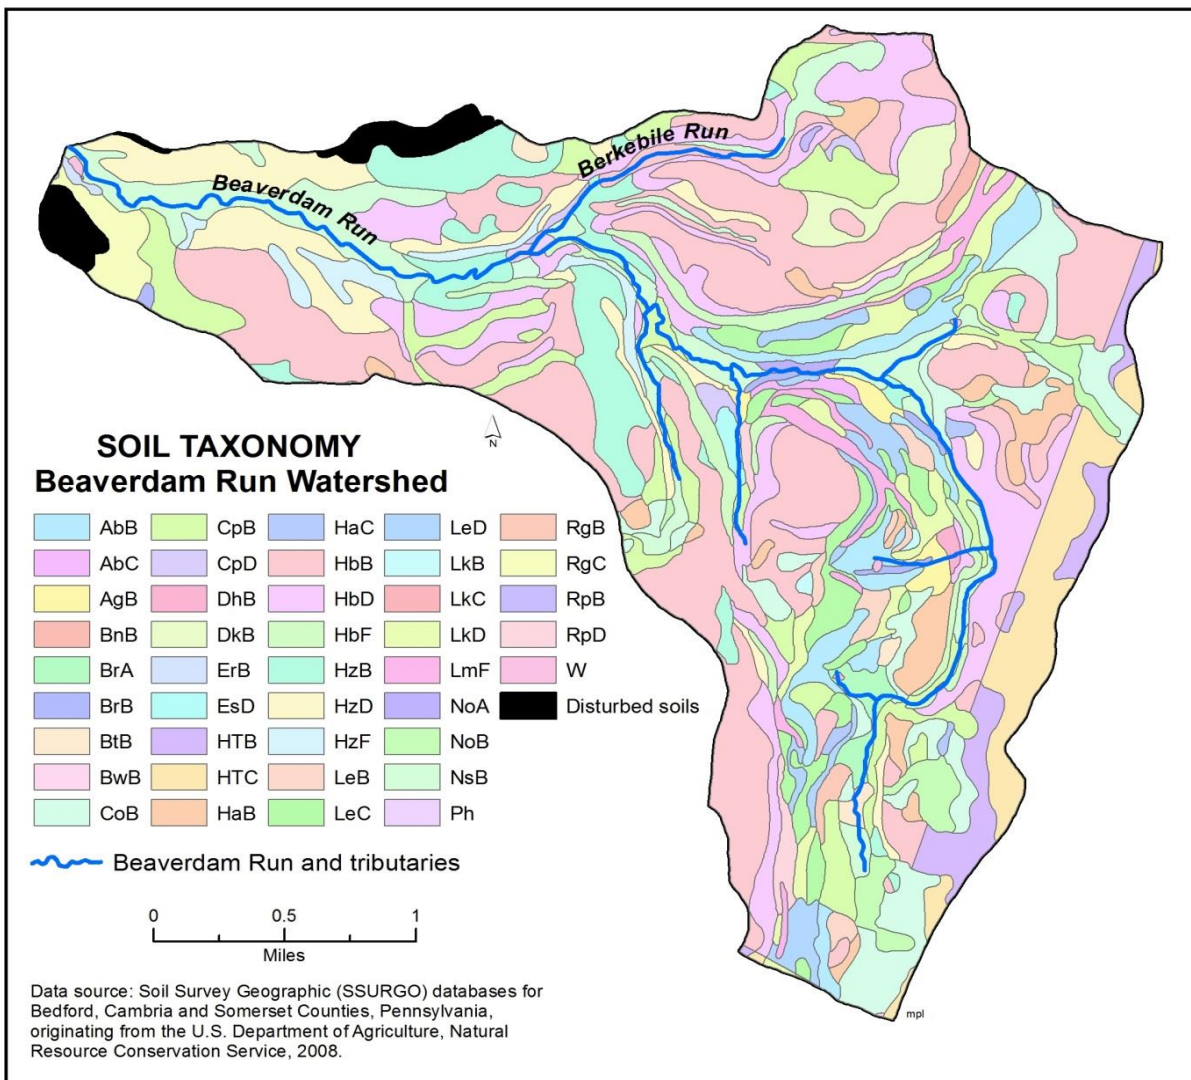 Berkebile Run
Beaverdam Run
N
SOIL TAXONOMY
Beaverdam Run Watershed
AbB
AbC
AgB
BnB
BrA
BrB
BtB
BwB
CoB
CpB
CpD
DhB
DkB
ErB
EsD
HTB
HTC
HaB
HaC
HbB
HbD
HbF
HzB
HzD
HzF
LeB
LeC
LeD
LkB
LkC
LkD
LmF
NoA
NoB
NsB
Ph
RgB
RgC
RpB
RpD
W
Disturbed soils
Beaverdam Run and tributaries
0 0.5 1
Miles
Data source: Soil Survey Geographic (SSURGO) databases for
Bedford, Cambria and Somerset Counties, Pennsylvania,
originating from the U.S. Department of Agriculture, Natural
Resource Conservation Service, 2008.
mpl